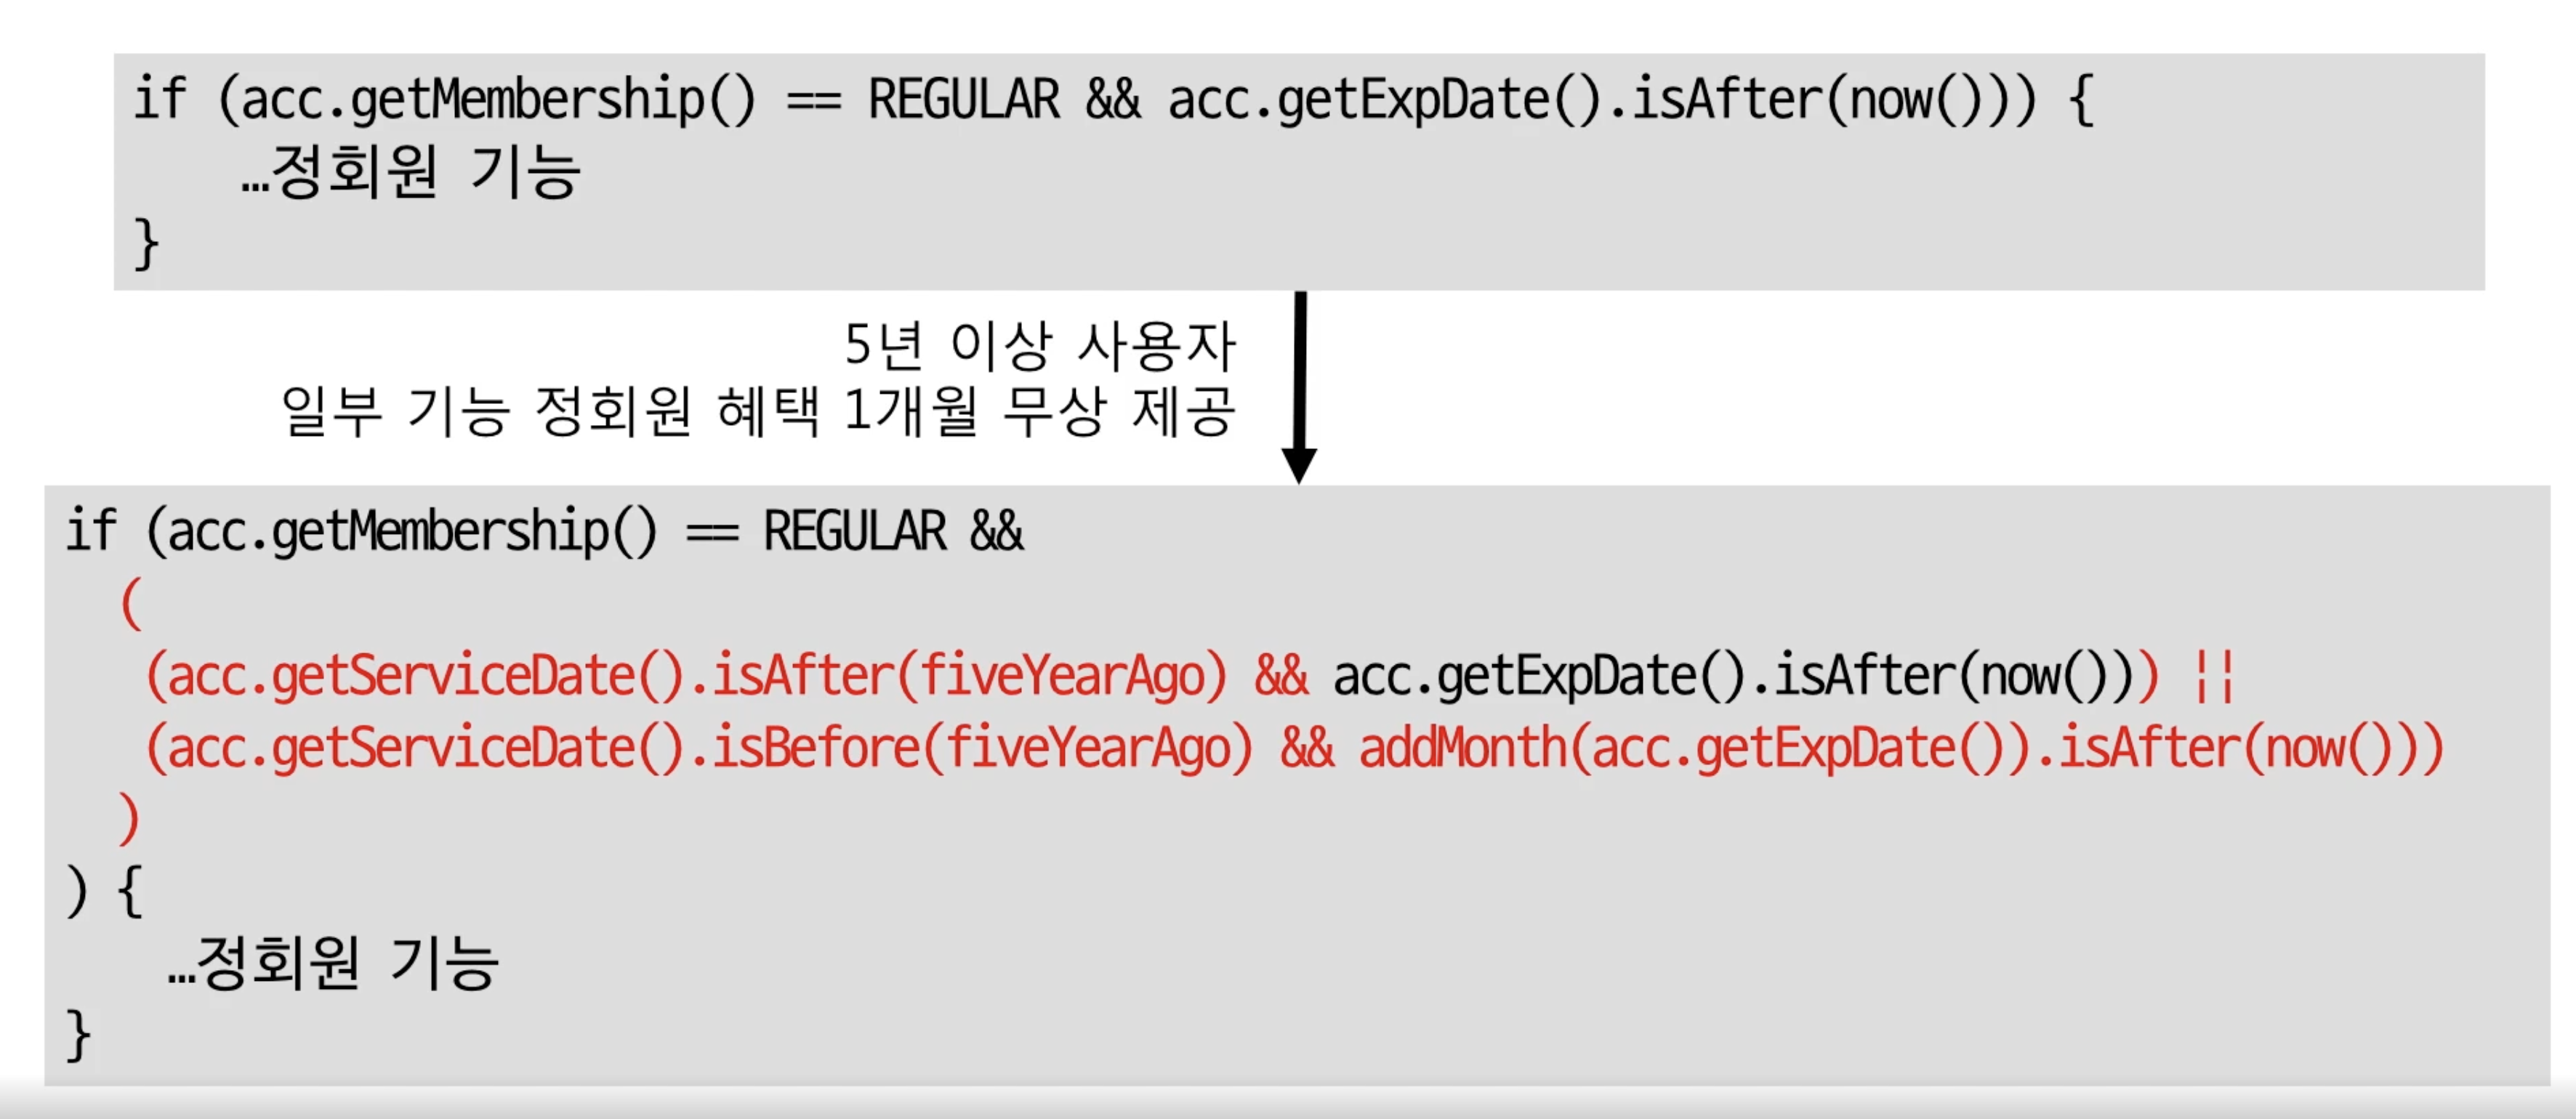 if (acc.getMembership() == REGULAR && acc.getExpDate().isAfter(now())) {
…정회원 기능
}
5년 이상 사용자
일부 기능 정회원 혜택 1개월 무상 제공
if (acc.getMembership() == REGULAR &&
(
(acc.getServiceDate().isAfter(fiveYearAgo) && acc.getExpDate().isAfter(now())) ||
(acc.getServiceDate().isBefore(fiveYearAgo) && addMonth(acc.getExpDate()).isAfter(now()))
)
) {
…정회원 기능
}